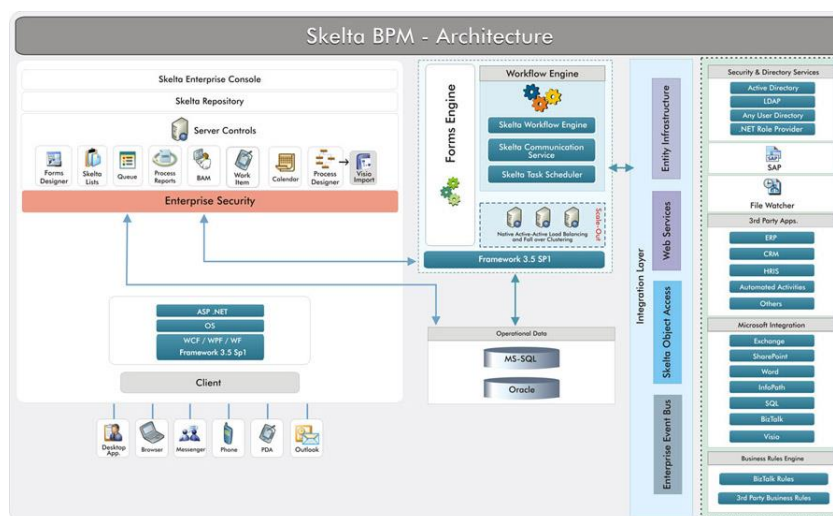 Skelta BPM - Architecture
Skelta Enterprise Console
Skelta Repository
Server Controls
Forms
Designer
Skelta
Lists
Queue
Process
Reports
BAM
Work
Item
Calendar
Process
Designer
Visio
Import
Enterprise Security
ASP .NET
OS
WCF / WPF / WF
Framework 3.5 Sp1
Client
Desktop
App.
Browser
Messenger
Phone
PDA
Outlook
Forms Engine
Workflow Engine
Skelta Workflow Engine
Skelta Communication
Service
Skelta Task Scheduler
Native Active-Active Load Balancing
and Fail over Clustering
Scale-Out
Framework 3.5 SP1
Operational Data
MS-SQL
Oracle
Integration Layer
Entity Infrastructure
Web Services
Skelta Object Access
Enterprise Event Bus
Security & Directory Services
Active Directory
LDAP
Any User Directory
.NET Role Provider
SAP
File Watcher
3rd Party Apps.
ERP
CRM
HRIS
Automated Activities
Others
Microsoft Integration
Exchange
SharePoint
Word
InfoPath
SQL
BizTalk
Visio
Business Rules Engine
BizTalk Rules
3rd Party Business Rules